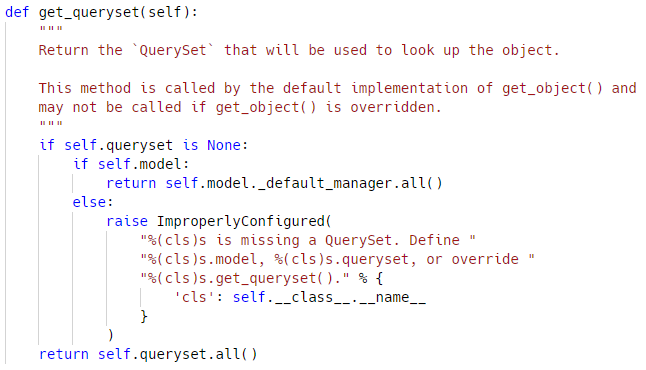 def get_queryset(self):
    """
    Return the `QuerySet` that will be used to look up the object.

    This method is called by the default implementation of get_object() and
    may not be called if get_object() is overridden.
    """
    if self.queryset is None:
        if self.model:
            return self.model._default_manager.all()
        else:
            raise ImproperlyConfigured(
                "%(cls)s is missing a QuerySet. Define "
                "%(cls)s.model, %(cls)s.queryset, or override "
                "%(cls)s.get_queryset()." % {
                    'cls': self.__class__.__name__
                }
            )
    return self.queryset.all()